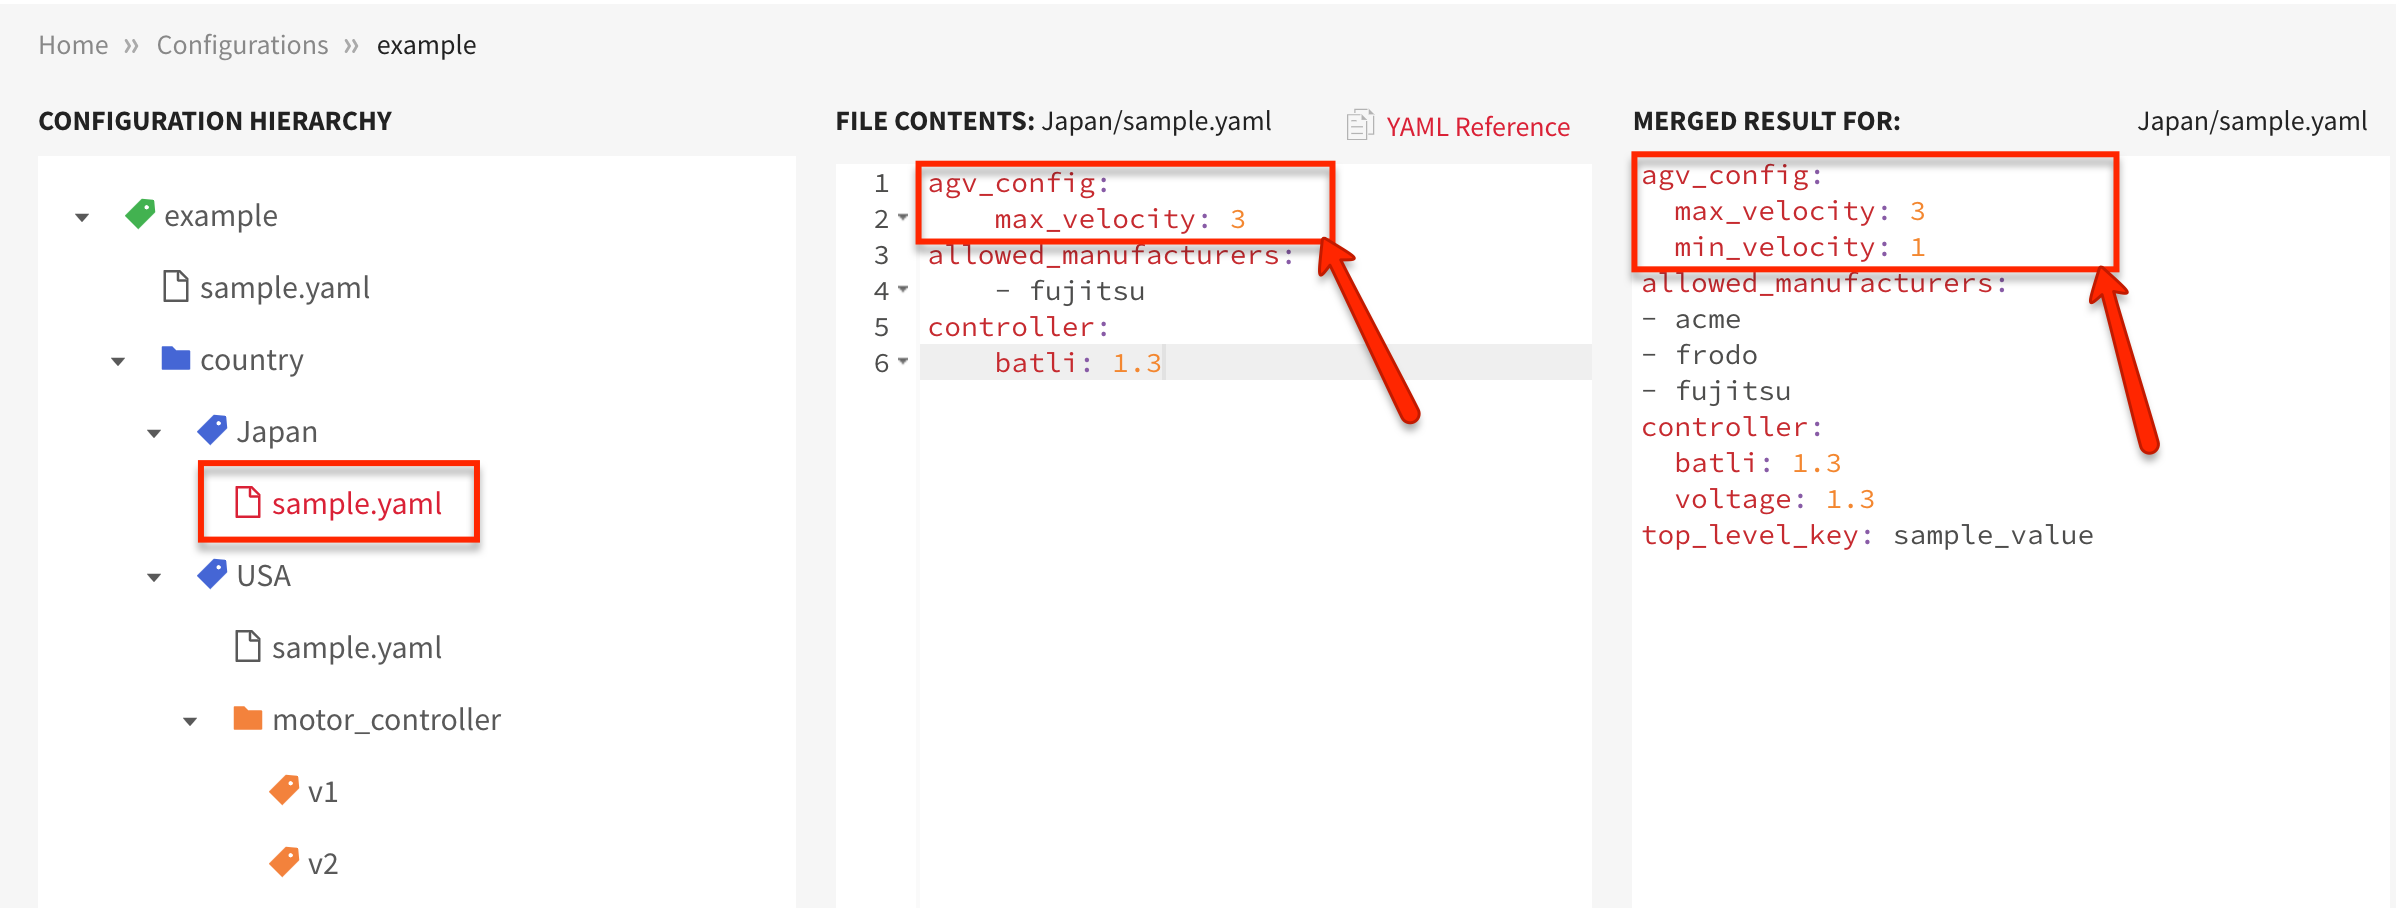 Home » Configurations » example
CONFIGURATION HIERARCHY
example
sample.yaml
country
Japan
sample.yaml
USA
sample.yaml
motor_controller
v1
v2
FILE CONTENTS: Japan/sample.yaml
YAML Reference
1 agv_config:
2     max_velocity: 3
3 allowed_manufacturers:
4     - fujitsu
5 controller:
6     batli: 1.3
MERGED RESULT FOR: Japan/sample.yaml
agv_config:
  max_velocity: 3
  min_velocity: 1
allowed_manufacturers:
- acme
- frodo
- fujitsu
controller:
  batli: 1.3
  voltage: 1.3
top_level_key: sample_value